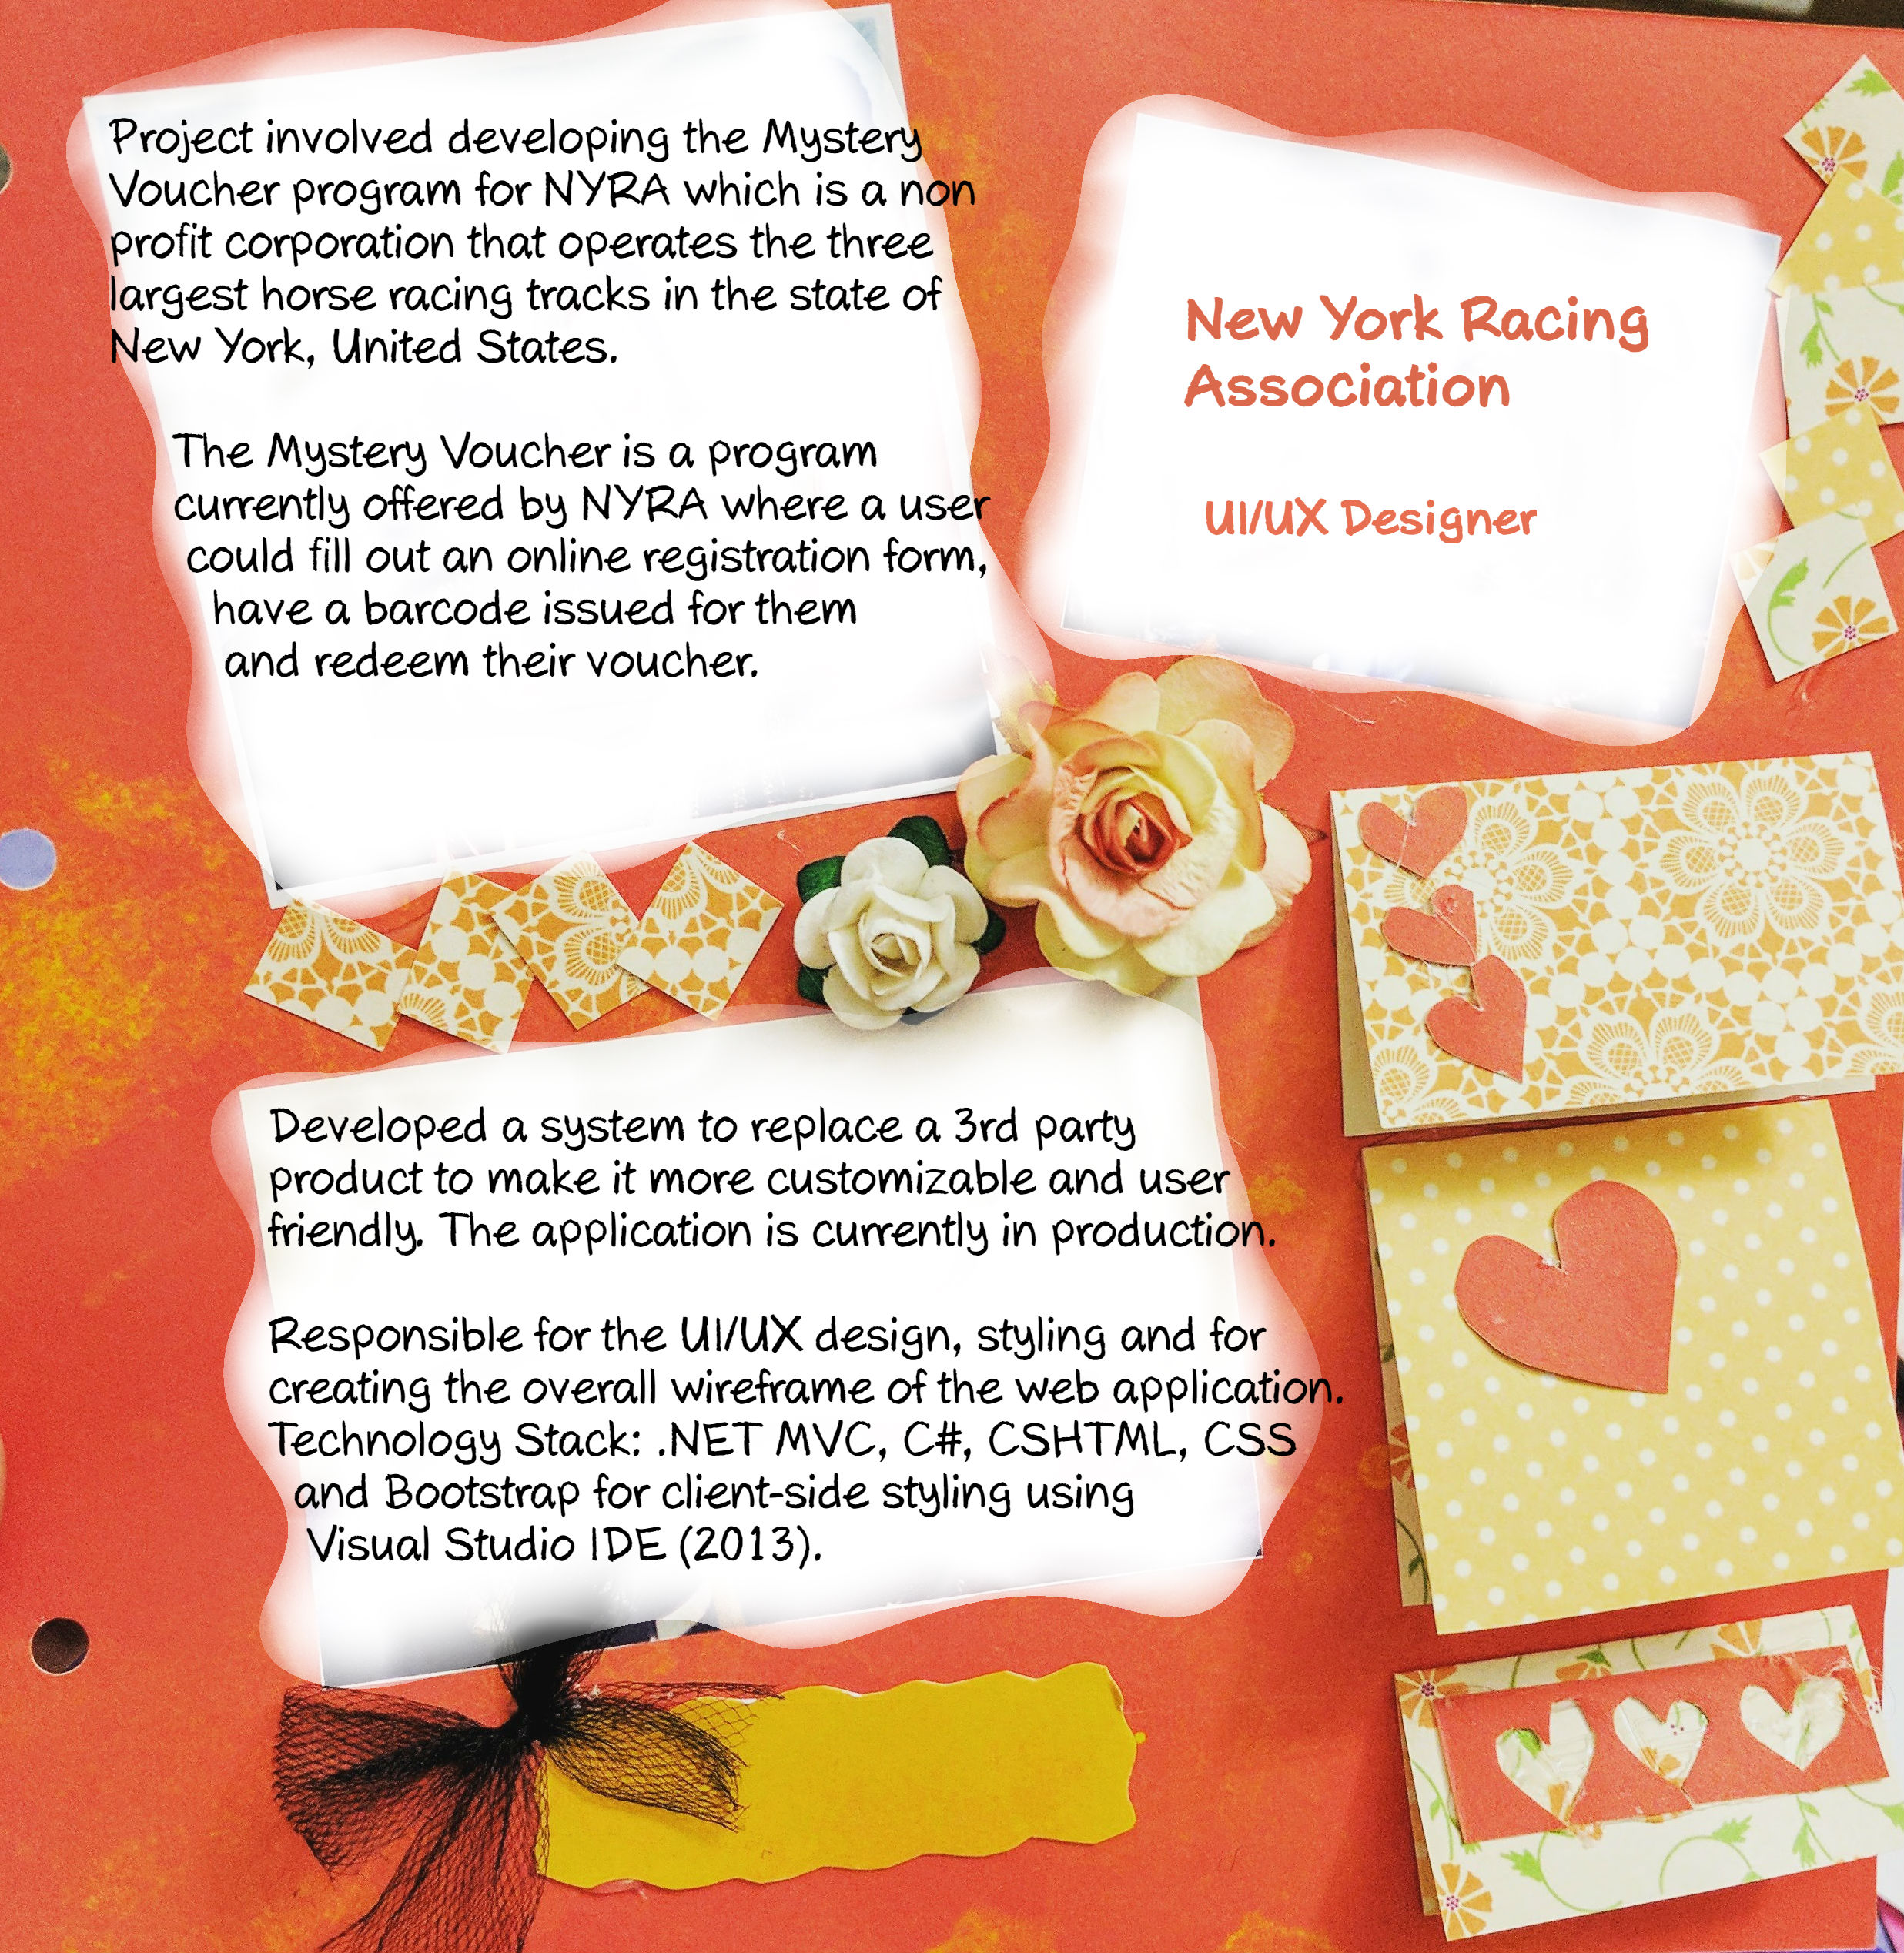 Project involved developing the Mystery
Voucher program for NYRA which is a non
profit corporation that operates the three
largest horse racing tracks in the state of
New York, United States.
The Mystery Voucher is a program
currently offered by NYRA where a user
could fill out an online registration form,
have a barcode issued for them
and redeem their voucher.
New York Racing
Association
UI/UX Designer
Developed a system to replace a 3rd party
product to make it more customizable and user
friendly. The application is currently in production.
Responsible for the UI/UX design, styling and for
creating the overall wireframe of the web application.
Technology Stack: .NET MVC, C#, CSHTML, CSS
and Bootstrap for client-side styling using
Visual Studio IDE (2013).